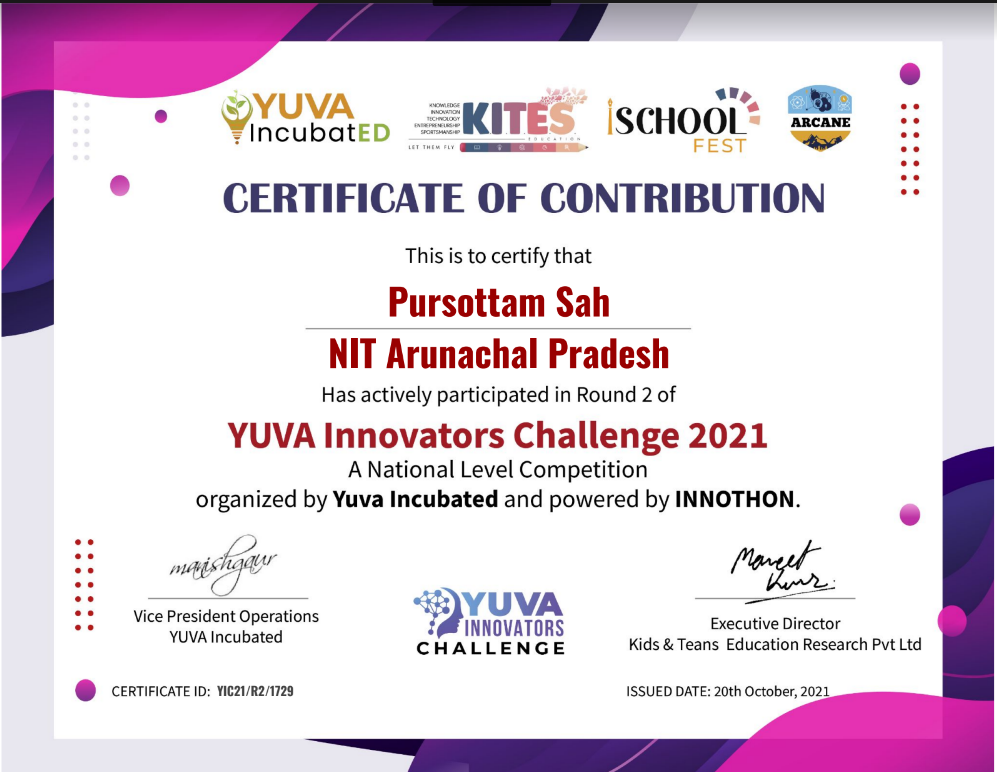 YUVA
IncubatED
KNOWLEDGE
INNOVATION
TECHNOLOGY
ENTREPRENEURSHIP
SPORTSMANSHIP
KITES
EDUCATION
LET THEM FLY
iSCHOOL
FEST
ARCANE
CERTIFICATE OF CONTRIBUTION
This is to certify that
Pursottam Sah
NIT Arunachal Pradesh
Has actively participated in Round 2 of
YUVA Innovators Challenge 2021
A National Level Competition
organized by Yuva Incubated and powered by INNOTHON.
manishgaur
Vice President Operations
YUVA Incubated
YUVA
INNOVATORS
CHALLENGE
Executive Director
Kids & Teans Education Research Pvt Ltd
CERTIFICATE ID: YIC21/R2/1729
ISSUED DATE: 20th October, 2021